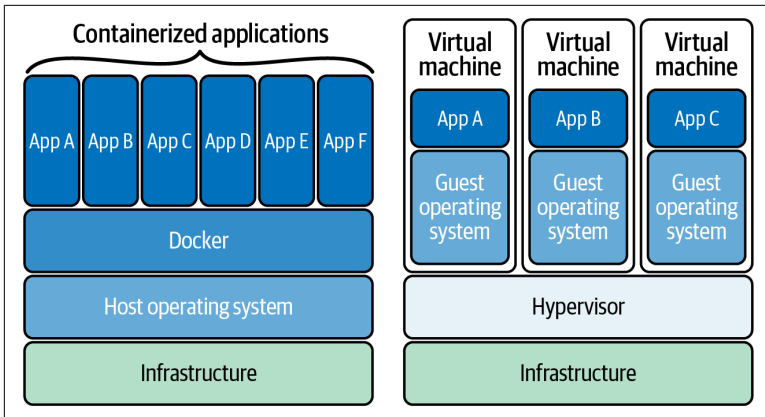 Containerized applications
App A
App B
App C
App D
App E
App F
Docker
Host operating system
Infrastructure
Virtual
machine
App A
Guest
operating
system
Virtual
machine
App B
Guest
operating
system
Virtual
machine
App C
Guest
operating
system
Hypervisor
Infrastructure